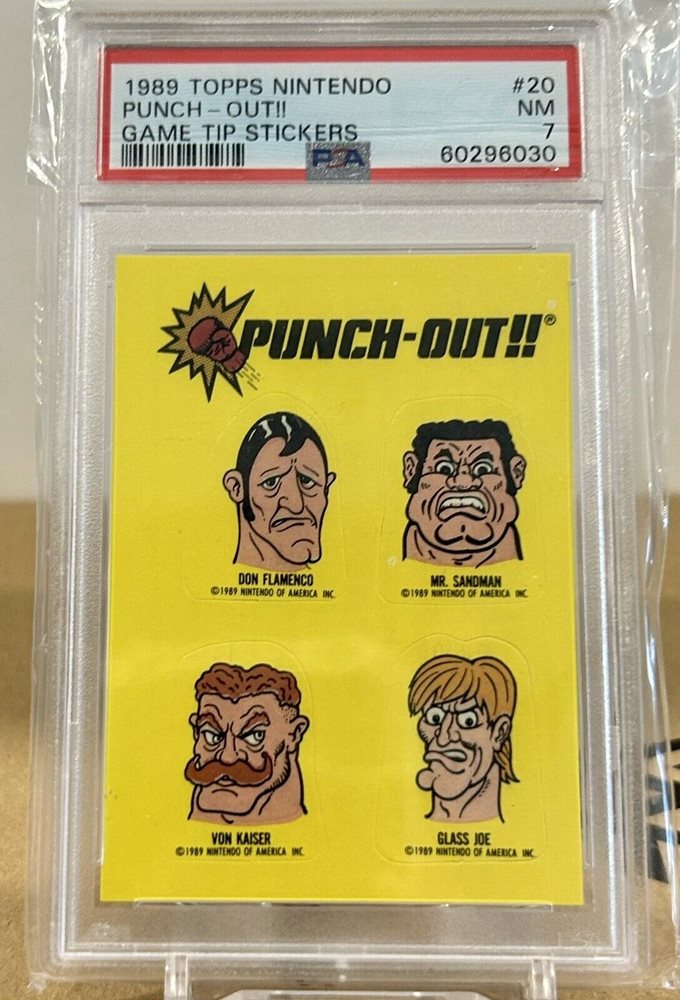 1989 TOPPS NINTENDO #20
PUNCH-OUT!! NM
GAME TIP STICKERS 7
PSA 60296030
PUNCH-OUT!!®
DON FLAMENCO
©1989 NINTENDO OF AMERICA INC.
MR. SANDMAN
©1989 NINTENDO OF AMERICA INC.
VON KAISER
©1989 NINTENDO OF AMERICA INC.
GLASS JOE
©1989 NINTENDO OF AMERICA INC.